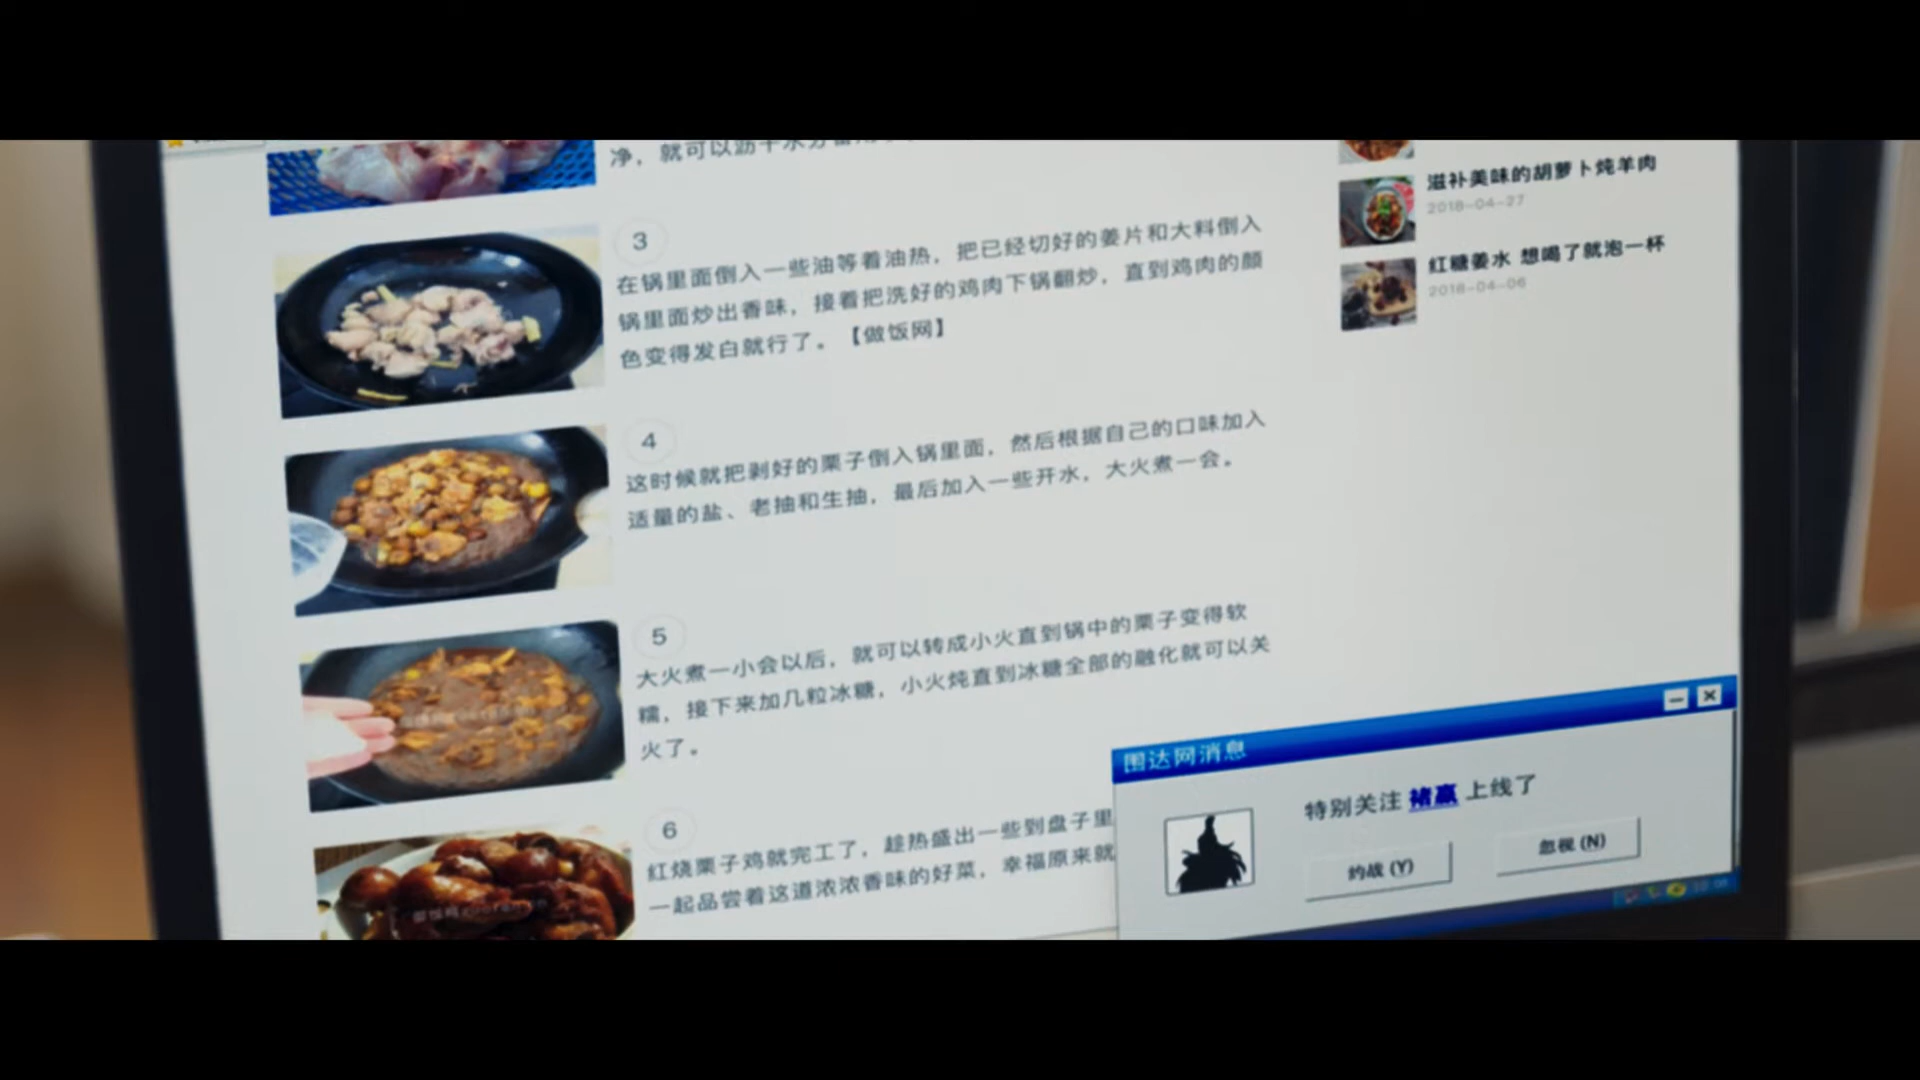 净，就可以沥干水分备用
3
在锅里面倒入一些油等着油热，把已经切好的姜片和大料倒入
锅里面炒出香味，接着把洗好的鸡肉下锅翻炒，直到鸡肉的颜
色变得发白就行了。【做饭网】
4
这时候就把剥好的栗子倒入锅里面，然后根据自己的口味加入
适量的盐、老抽和生抽，最后加入一些开水，大火煮一会。
5
大火煮一小会以后，就可以转成小火直到锅中的栗子变得软
糯，接下来加几粒冰糖，小火炖直到冰糖全部的融化就可以关
火了。
6
红烧栗子鸡就完工了，趁热盛出一些到盘子里
一起品尝着这道浓浓香味的好菜，幸福原来就
滋补美味的胡萝卜炖羊肉
2018-04-27
红糖姜水 想喝了就泡一杯
2018-04-06
围达网消息
特别关注 褚嬴 上线了
约战 (Y)
忽视 (N)